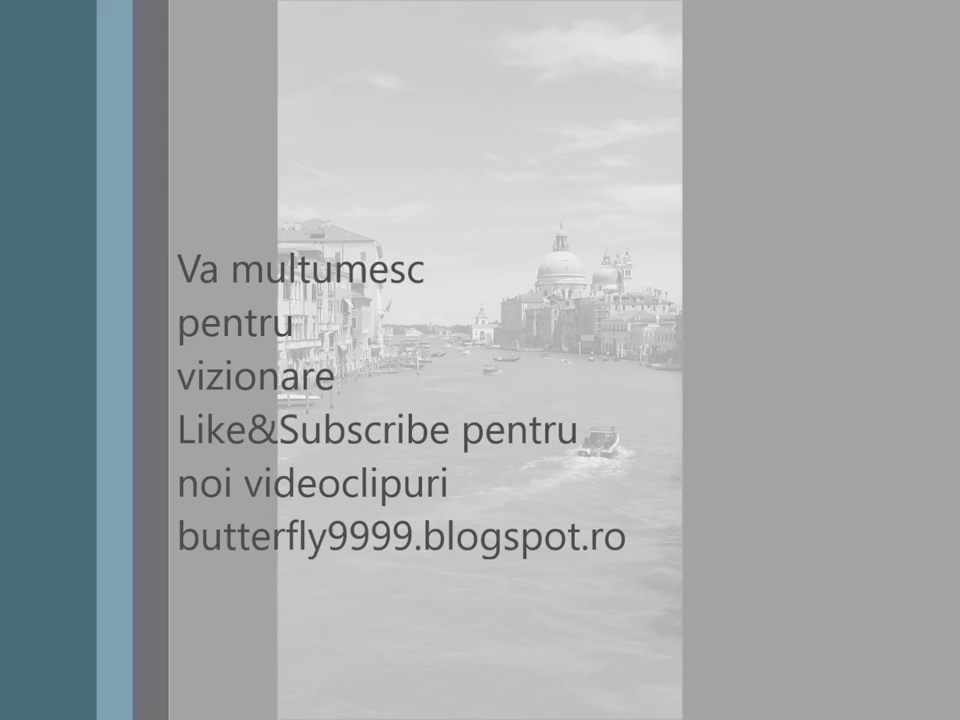 Va multumesc
pentru
vizionare
Like&Subscribe pentru
noi videoclipuri
butterfly9999.blogspot.ro